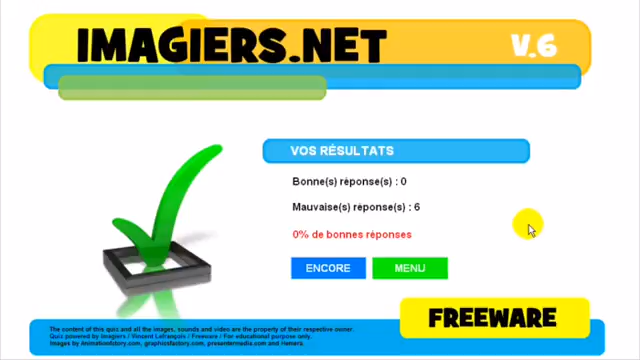 IMAGIERS.NET
V.6
VOS RÉSULTATS
Bonne(s) réponse(s) : 0
Mauvaise(s) réponse(s) : 6
0% de bonnes réponses
ENCORE
MENU
FREEWARE
The content of this quiz and all the images, sounds and video are the property of their respective owner.
Quiz powered by Imagiers / Vincent Lefrançois / Freeware / For educational purpose only.
Images by Animationfactory.com, graphicsfactory.com, presentermedia.com and Hemera.